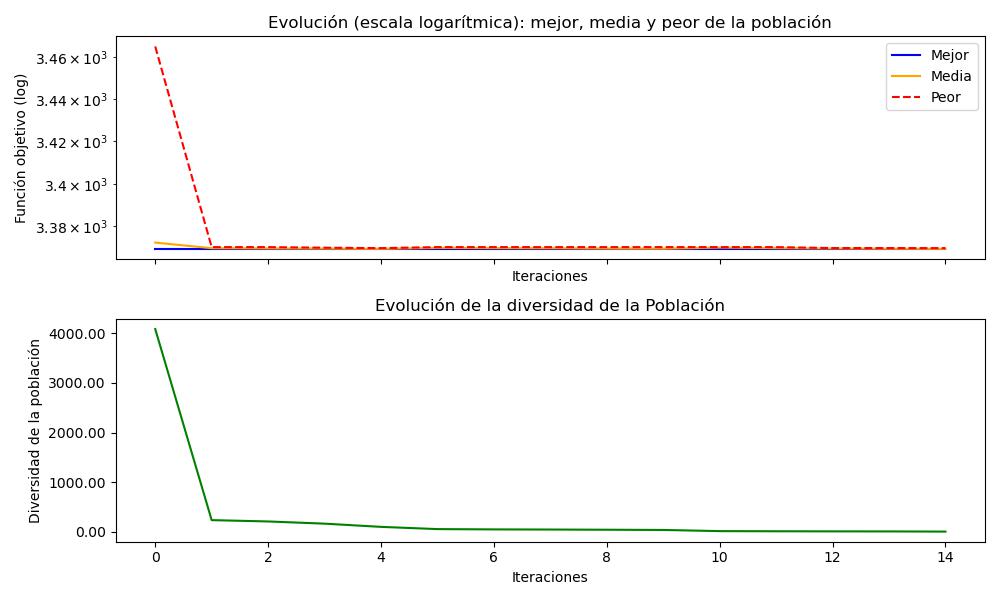 Evolución (escala logarítmica): mejor, media y peor de la población
Función objetivo (log)
3.46 × 10³
3.44 × 10³
3.42 × 10³
3.4 × 10³
3.38 × 10³
Mejor
Media
Peor
Iteraciones
Evolución de la diversidad de la Población
Diversidad de la población
4000.00
3000.00
2000.00
1000.00
0.00
0 2 4 6 8 10 12 14
Iteraciones